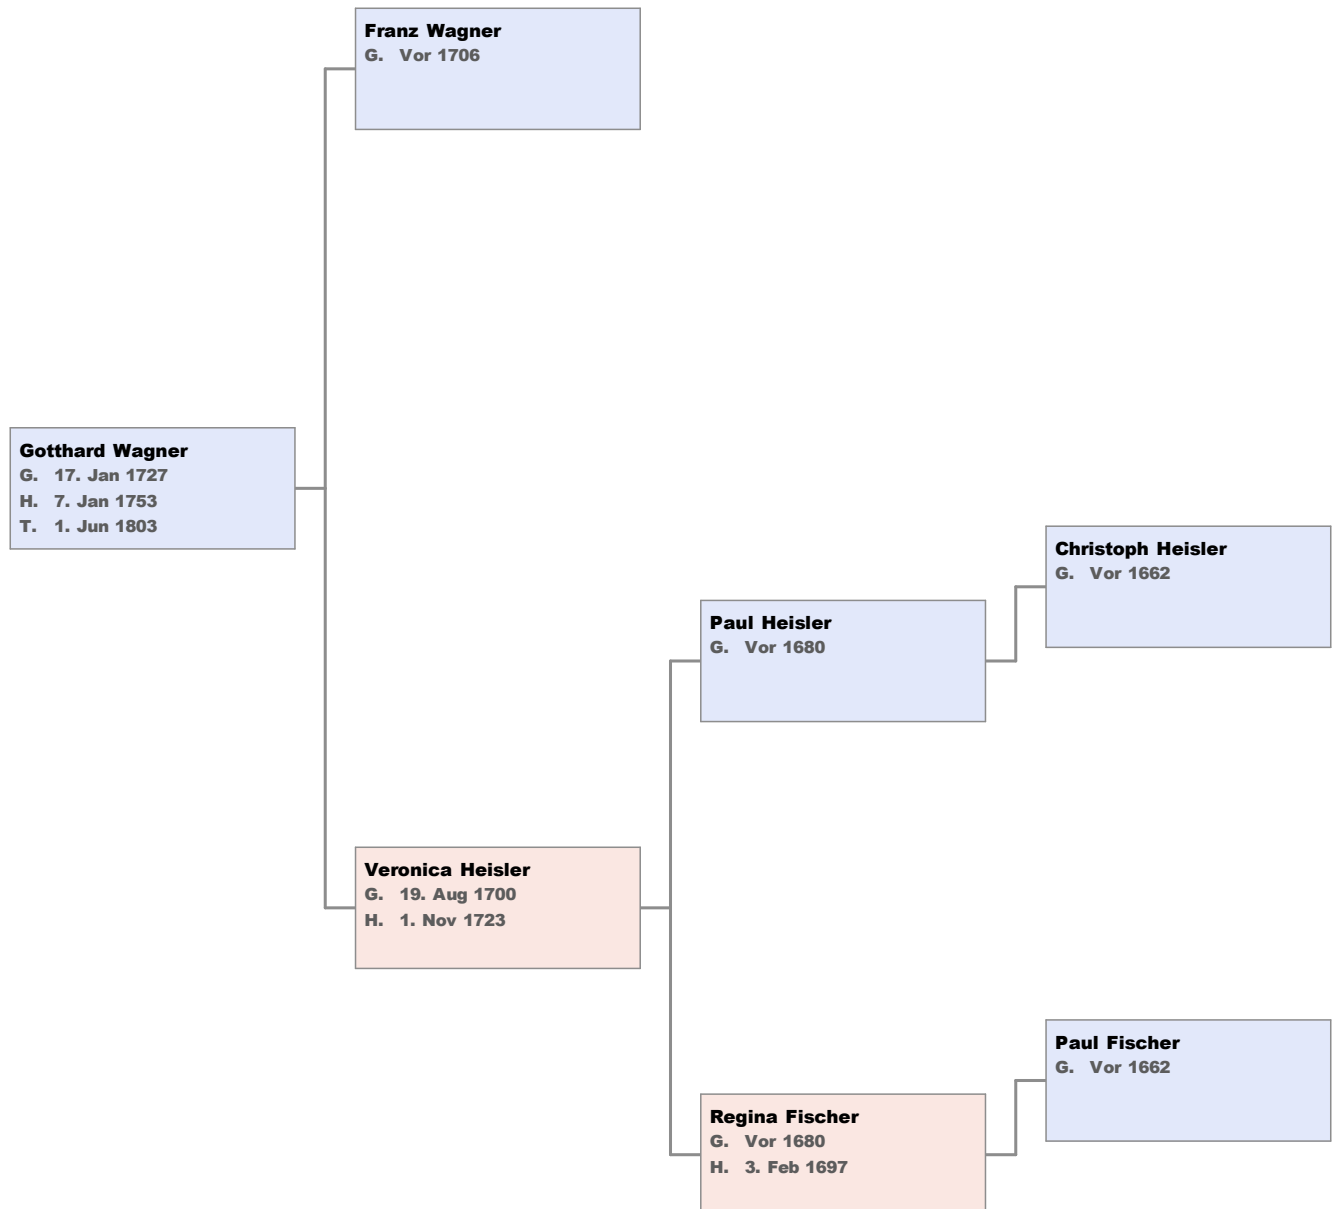 Franz Wagner
G. Vor 1706
Gotthard Wagner
G. 17. Jan 1727
H. 7. Jan 1753
T. 1. Jun 1803
Christoph Heisler
G. Vor 1662
Paul Heisler
G. Vor 1680
Veronica Heisler
G. 19. Aug 1700
H. 1. Nov 1723
Paul Fischer
G. Vor 1662
Regina Fischer
G. Vor 1680
H. 3. Feb 1697